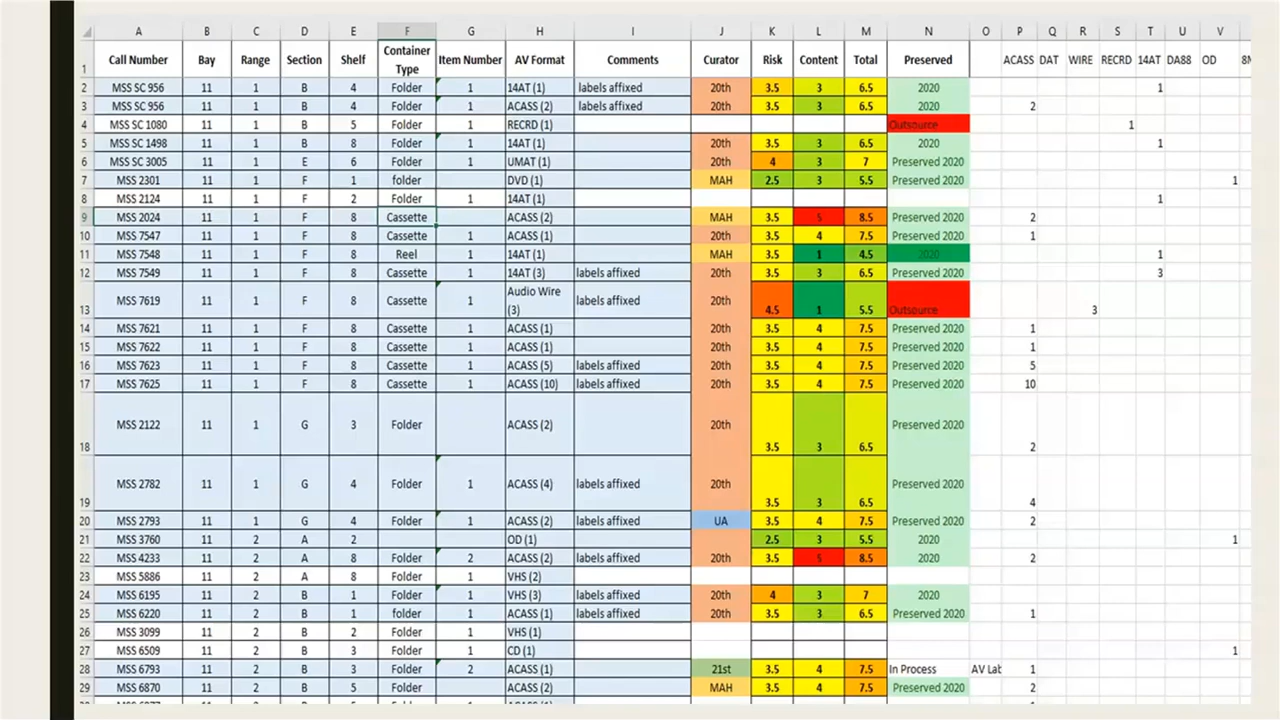 A B C D E F G H I J K L M N O P Q R S T U V
1 Call Number Bay Range Section Shelf Container Type Item Number AV Format Comments Curator Risk Content Total Preserved ACASS DAT WIRE RECRD 14AT DA88 OD
2 MSS SC 956 11 1 B 4 Folder 1 14AT (1) labels affixed 20th 3.5 3 6.5 2020 1
3 MSS SC 956 11 1 B 4 Folder 1 ACASS (2) labels affixed 20th 3.5 3 6.5 2020 2
4 MSS SC 1080 11 1 B 5 Folder 1 RECRD (1) Outsource 1
5 MSS SC 1498 11 1 B 8 Folder 1 14AT (1) 20th 3.5 3 6.5 2020 1
6 MSS SC 3005 11 1 E 6 Folder 1 UMAT (1) 20th 4 3 7 Preserved 2020
7 MSS 2301 11 1 F 1 folder DVD (1) MAH 2.5 3 5.5 Preserved 2020 1
8 MSS 2124 11 1 F 2 Folder 1 14AT (1) 1
9 MSS 2024 11 1 F 8 Cassette ACASS (2) MAH 3.5 5 8.5 Preserved 2020 2
10 MSS 7547 11 1 F 8 Cassette 1 ACASS (1) 20th 3.5 4 7.5 Preserved 2020 1
11 MSS 7548 11 1 F 8 Reel 1 14AT (1) MAH 3.5 1 4.5 2020 1
12 MSS 7549 11 1 F 8 Cassette 1 14AT (3) labels affixed 20th 3.5 3 6.5 Preserved 2020 3
13 MSS 7619 11 1 F 8 Cassette 1 Audio Wire (3) labels affixed 20th 4.5 1 5.5 Outsource 3
14 MSS 7621 11 1 F 8 Cassette 1 ACASS (1) 20th 3.5 4 7.5 Preserved 2020 1
15 MSS 7622 11 1 F 8 Cassette 1 ACASS (1) 20th 3.5 4 7.5 Preserved 2020 1
16 MSS 7623 11 1 F 8 Cassette 1 ACASS (5) labels affixed 20th 3.5 4 7.5 Preserved 2020 5
17 MSS 7625 11 1 F 8 Cassette 1 ACASS (10) labels affixed 20th 3.5 4 7.5 Preserved 2020 10
18 MSS 2122 11 1 G 3 Folder ACASS (2) 20th 3.5 3 6.5 Preserved 2020 2
19 MSS 2782 11 1 G 4 Folder 1 ACASS (4) labels affixed 20th 3.5 3 6.5 Preserved 2020 4
20 MSS 2793 11 1 G 4 Folder 1 ACASS (2) labels affixed UA 3.5 4 7.5 Preserved 2020 2
21 MSS 3760 11 2 A 2 OD (1) 2.5 3 5.5 2020 1
22 MSS 4233 11 2 A 8 Folder 2 ACASS (2) labels affixed 20th 3.5 5 8.5 2020 2
23 MSS 5886 11 2 A 8 Folder VHS (2)
24 MSS 6195 11 2 B 1 Folder 1 VHS (3) labels affixed 20th 4 3 7 2020
25 MSS 6220 11 2 B 1 folder 1 ACASS (1) labels affixed 20th 3.5 3 6.5 Preserved 2020 1
26 MSS 3099 11 2 B 2 Folder VHS (1)
27 MSS 6509 11 2 B 3 Folder CD (1) 1
28 MSS 6793 11 2 B 3 Folder 2 ACASS (1) 21st 3.5 4 7.5 In Process AV Lab 1
29 MSS 6870 11 2 B 5 Folder ACASS (2) MAH 3.5 4 7.5 Preserved 2020 2